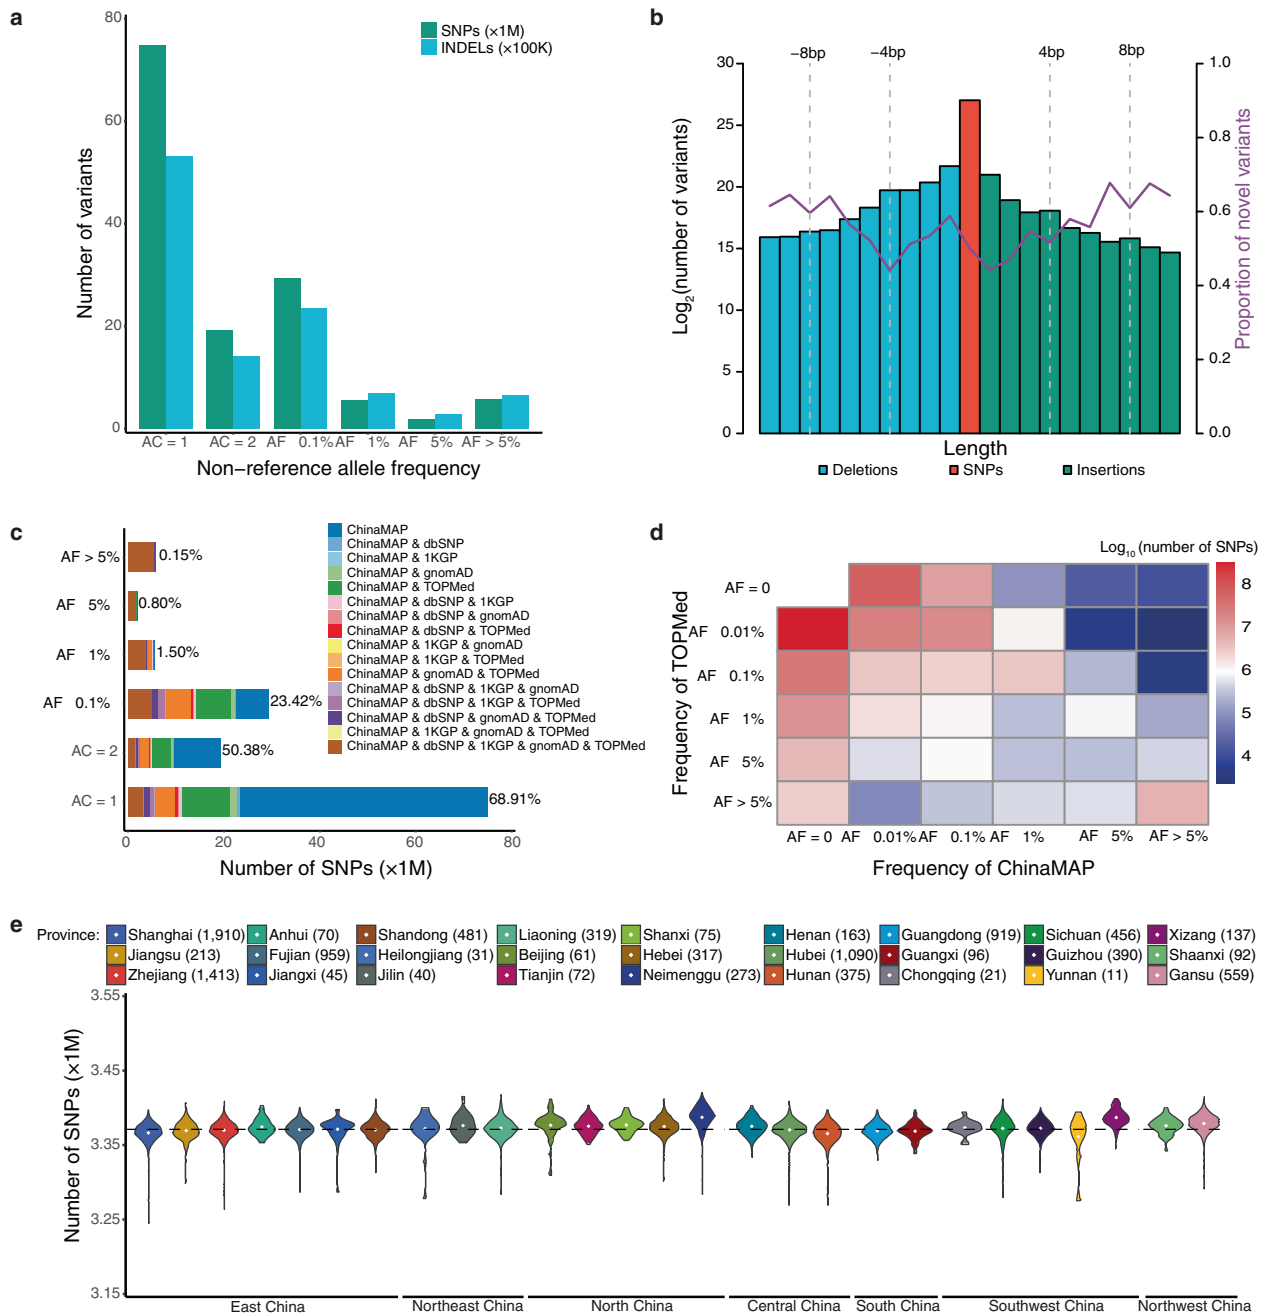 a
80
60
40
20
0
Number of variants
SNPs (×1M)
INDELs (×100K)
AC = 1
AC = 2
AF 0.1%
AF 1%
AF 5%
AF > 5%
Non−reference allele frequency
b
−8bp
−4bp
4bp
8bp
30
25
20
15
10
5
0
Log2(number of variants)
1.0
0.8
0.6
0.4
0.2
0.0
Proportion of novel variants
Length
Deletions
SNPs
Insertions
c
AF > 5%
AF 5%
AF 1%
AF 0.1%
AC = 2
AC = 1
0.15%
0.80%
1.50%
23.42%
50.38%
68.91%
ChinaMAP
ChinaMAP & dbSNP
ChinaMAP & 1KGP
ChinaMAP & gnomAD
ChinaMAP & TOPMed
ChinaMAP & dbSNP & 1KGP
ChinaMAP & dbSNP & gnomAD
ChinaMAP & dbSNP & TOPMed
ChinaMAP & 1KGP & gnomAD
ChinaMAP & 1KGP & TOPMed
ChinaMAP & gnomAD & TOPMed
ChinaMAP & dbSNP & 1KGP & gnomAD
ChinaMAP & dbSNP & 1KGP & TOPMed
ChinaMAP & dbSNP & gnomAD & TOPMed
ChinaMAP & 1KGP & gnomAD & TOPMed
ChinaMAP & dbSNP & 1KGP & gnomAD & TOPMed
0
20
40
60
80
Number of SNPs (×1M)
d
Log10 (number of SNPs)
Frequency of TOPMed
AF = 0
AF 0.01%
AF 0.1%
AF 1%
AF 5%
AF > 5%
8
7
6
5
4
AF = 0
AF 0.01%
AF 0.1%
AF 1%
AF 5%
AF > 5%
Frequency of ChinaMAP
e
Province:
Shanghai (1,910)
Anhui (70)
Shandong (481)
Liaoning (319)
Shanxi (75)
Henan (163)
Guangdong (919)
Sichuan (456)
Xizang (137)
Jiangsu (213)
Fujian (959)
Heilongjiang (31)
Beijing (61)
Hebei (317)
Hubei (1,090)
Guangxi (96)
Guizhou (390)
Shaanxi (92)
Zhejiang (1,413)
Jiangxi (45)
Jilin (40)
Tianjin (72)
Neimenggu (273)
Hunan (375)
Chongqing (21)
Yunnan (11)
Gansu (559)
3.55
3.45
3.35
3.25
3.15
Number of SNPs (×1M)
East China
Northeast China
North China
Central China
South China
Southwest China
Northwest China